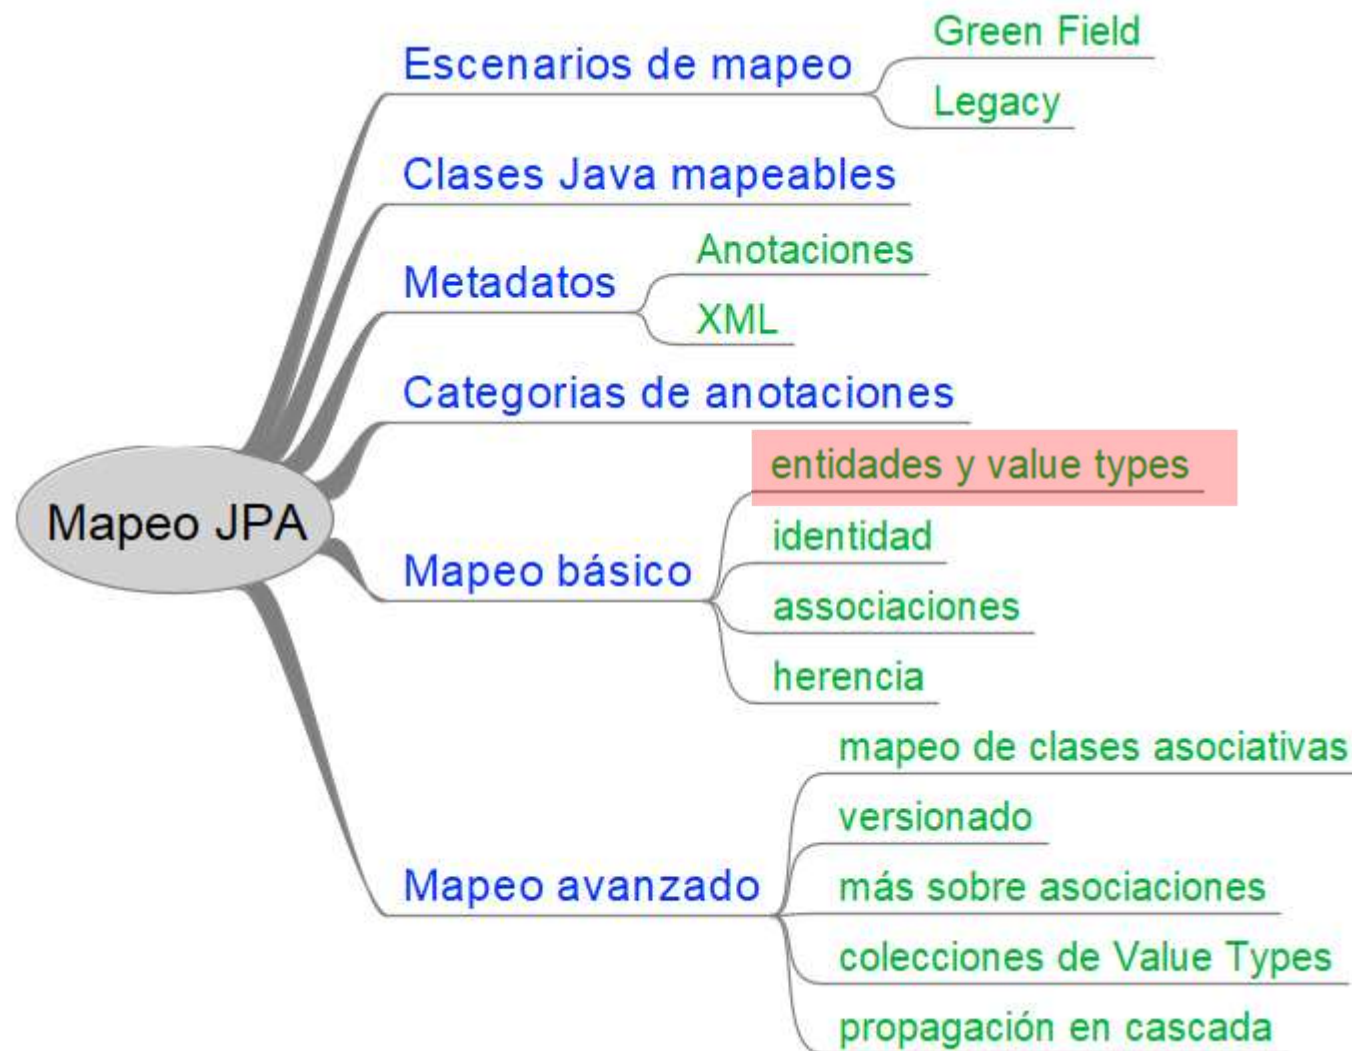 Green Field
Escenarios de mapeo
Legacy
Clases Java mapeables
Anotaciones
Metadatos
XML
Categorias de anotaciones
entidades y value types
Mapeo JPA
identidad
Mapeo básico
associaciones
herencia
mapeo de clases asociativas
versionado
Mapeo avanzado
más sobre asociaciones
colecciones de Value Types
propagación en cascada